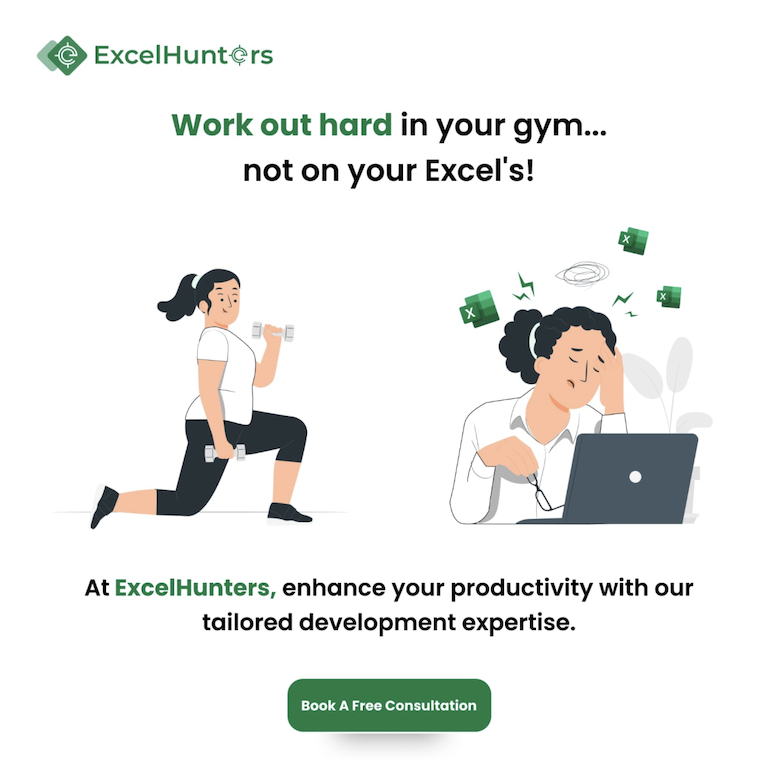 ExcelHunters
Work out hard in your gym...
not on your Excel's!
X
X
X
At ExcelHunters, enhance your productivity with our
tailored development expertise.
Book A Free Consultation